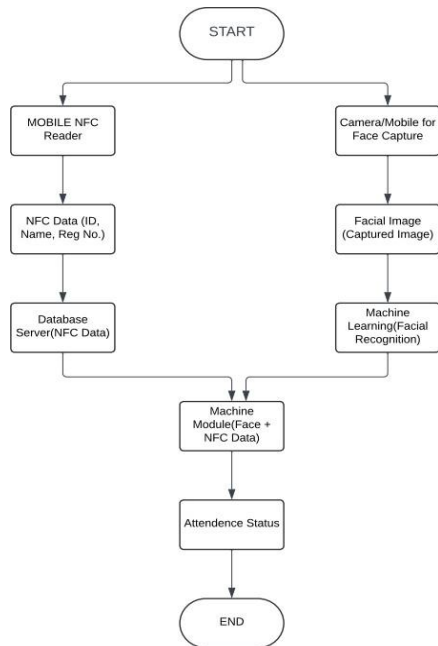 START
MOBILE NFC
Reader
Camera/Mobile for
Face Capture
NFC Data (ID,
Name, Reg No.)
Facial Image
(Captured Image)
Database
Server(NFC Data)
Machine
Learning(Facial
Recognition)
Machine
Module(Face +
NFC Data)
Attendence Status
END